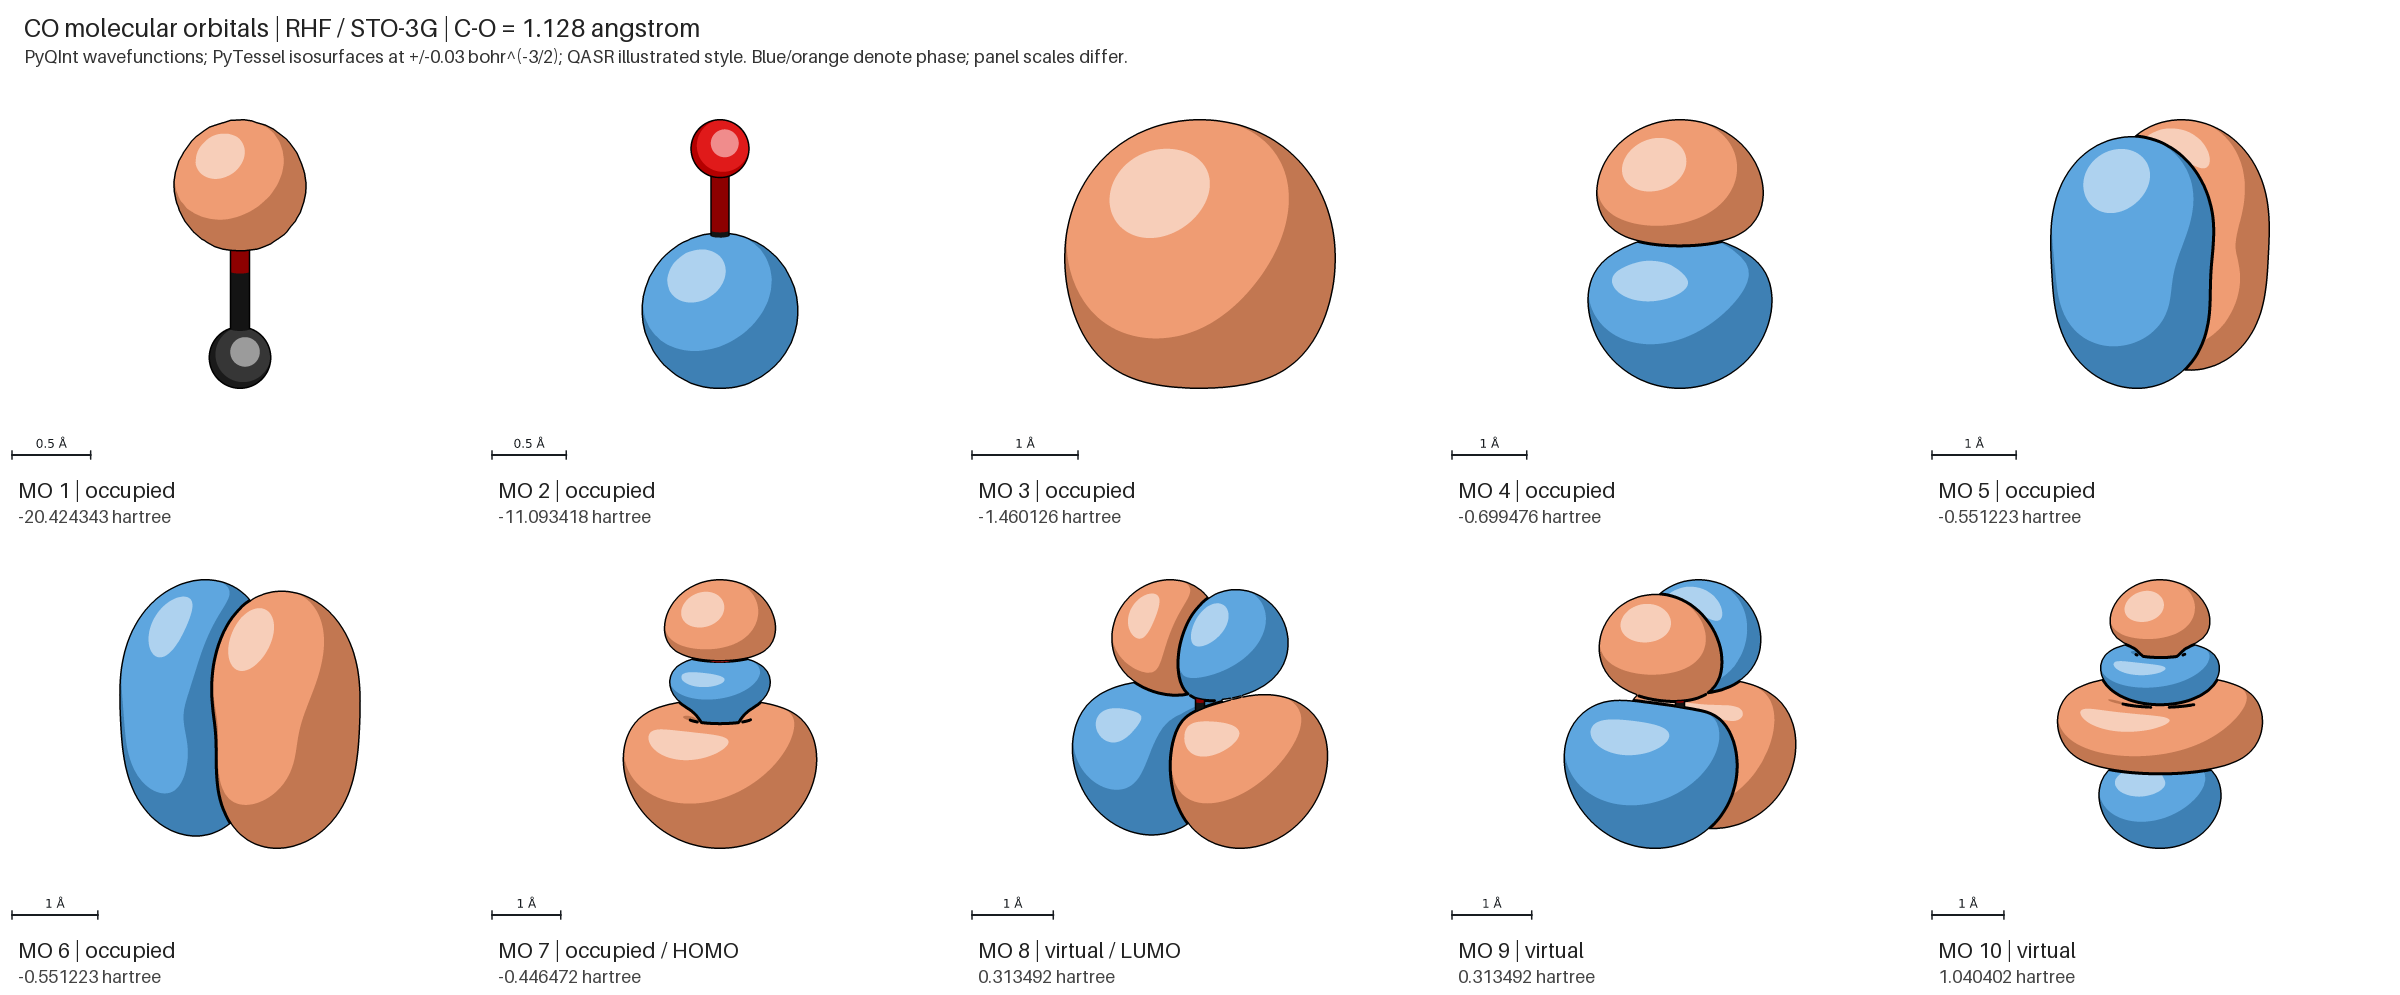 CO molecular orbitals | RHF / STO-3G | C-O = 1.128 angstrom
PyQInt wavefunctions; PyTessel isosurfaces at +/-0.03 bohr^(-3/2); QASR illustrated style. Blue/orange denote phase; panel scales differ.
0.5 Å
MO 1 | occupied
-20.424343 hartree
0.5 Å
MO 2 | occupied
-11.093418 hartree
1 Å
MO 3 | occupied
-1.460126 hartree
1 Å
MO 4 | occupied
-0.699476 hartree
1 Å
MO 5 | occupied
-0.551223 hartree
1 Å
MO 6 | occupied
-0.551223 hartree
1 Å
MO 7 | occupied / HOMO
-0.446472 hartree
1 Å
MO 8 | virtual / LUMO
0.313492 hartree
1 Å
MO 9 | virtual
0.313492 hartree
1 Å
MO 10 | virtual
1.040402 hartree